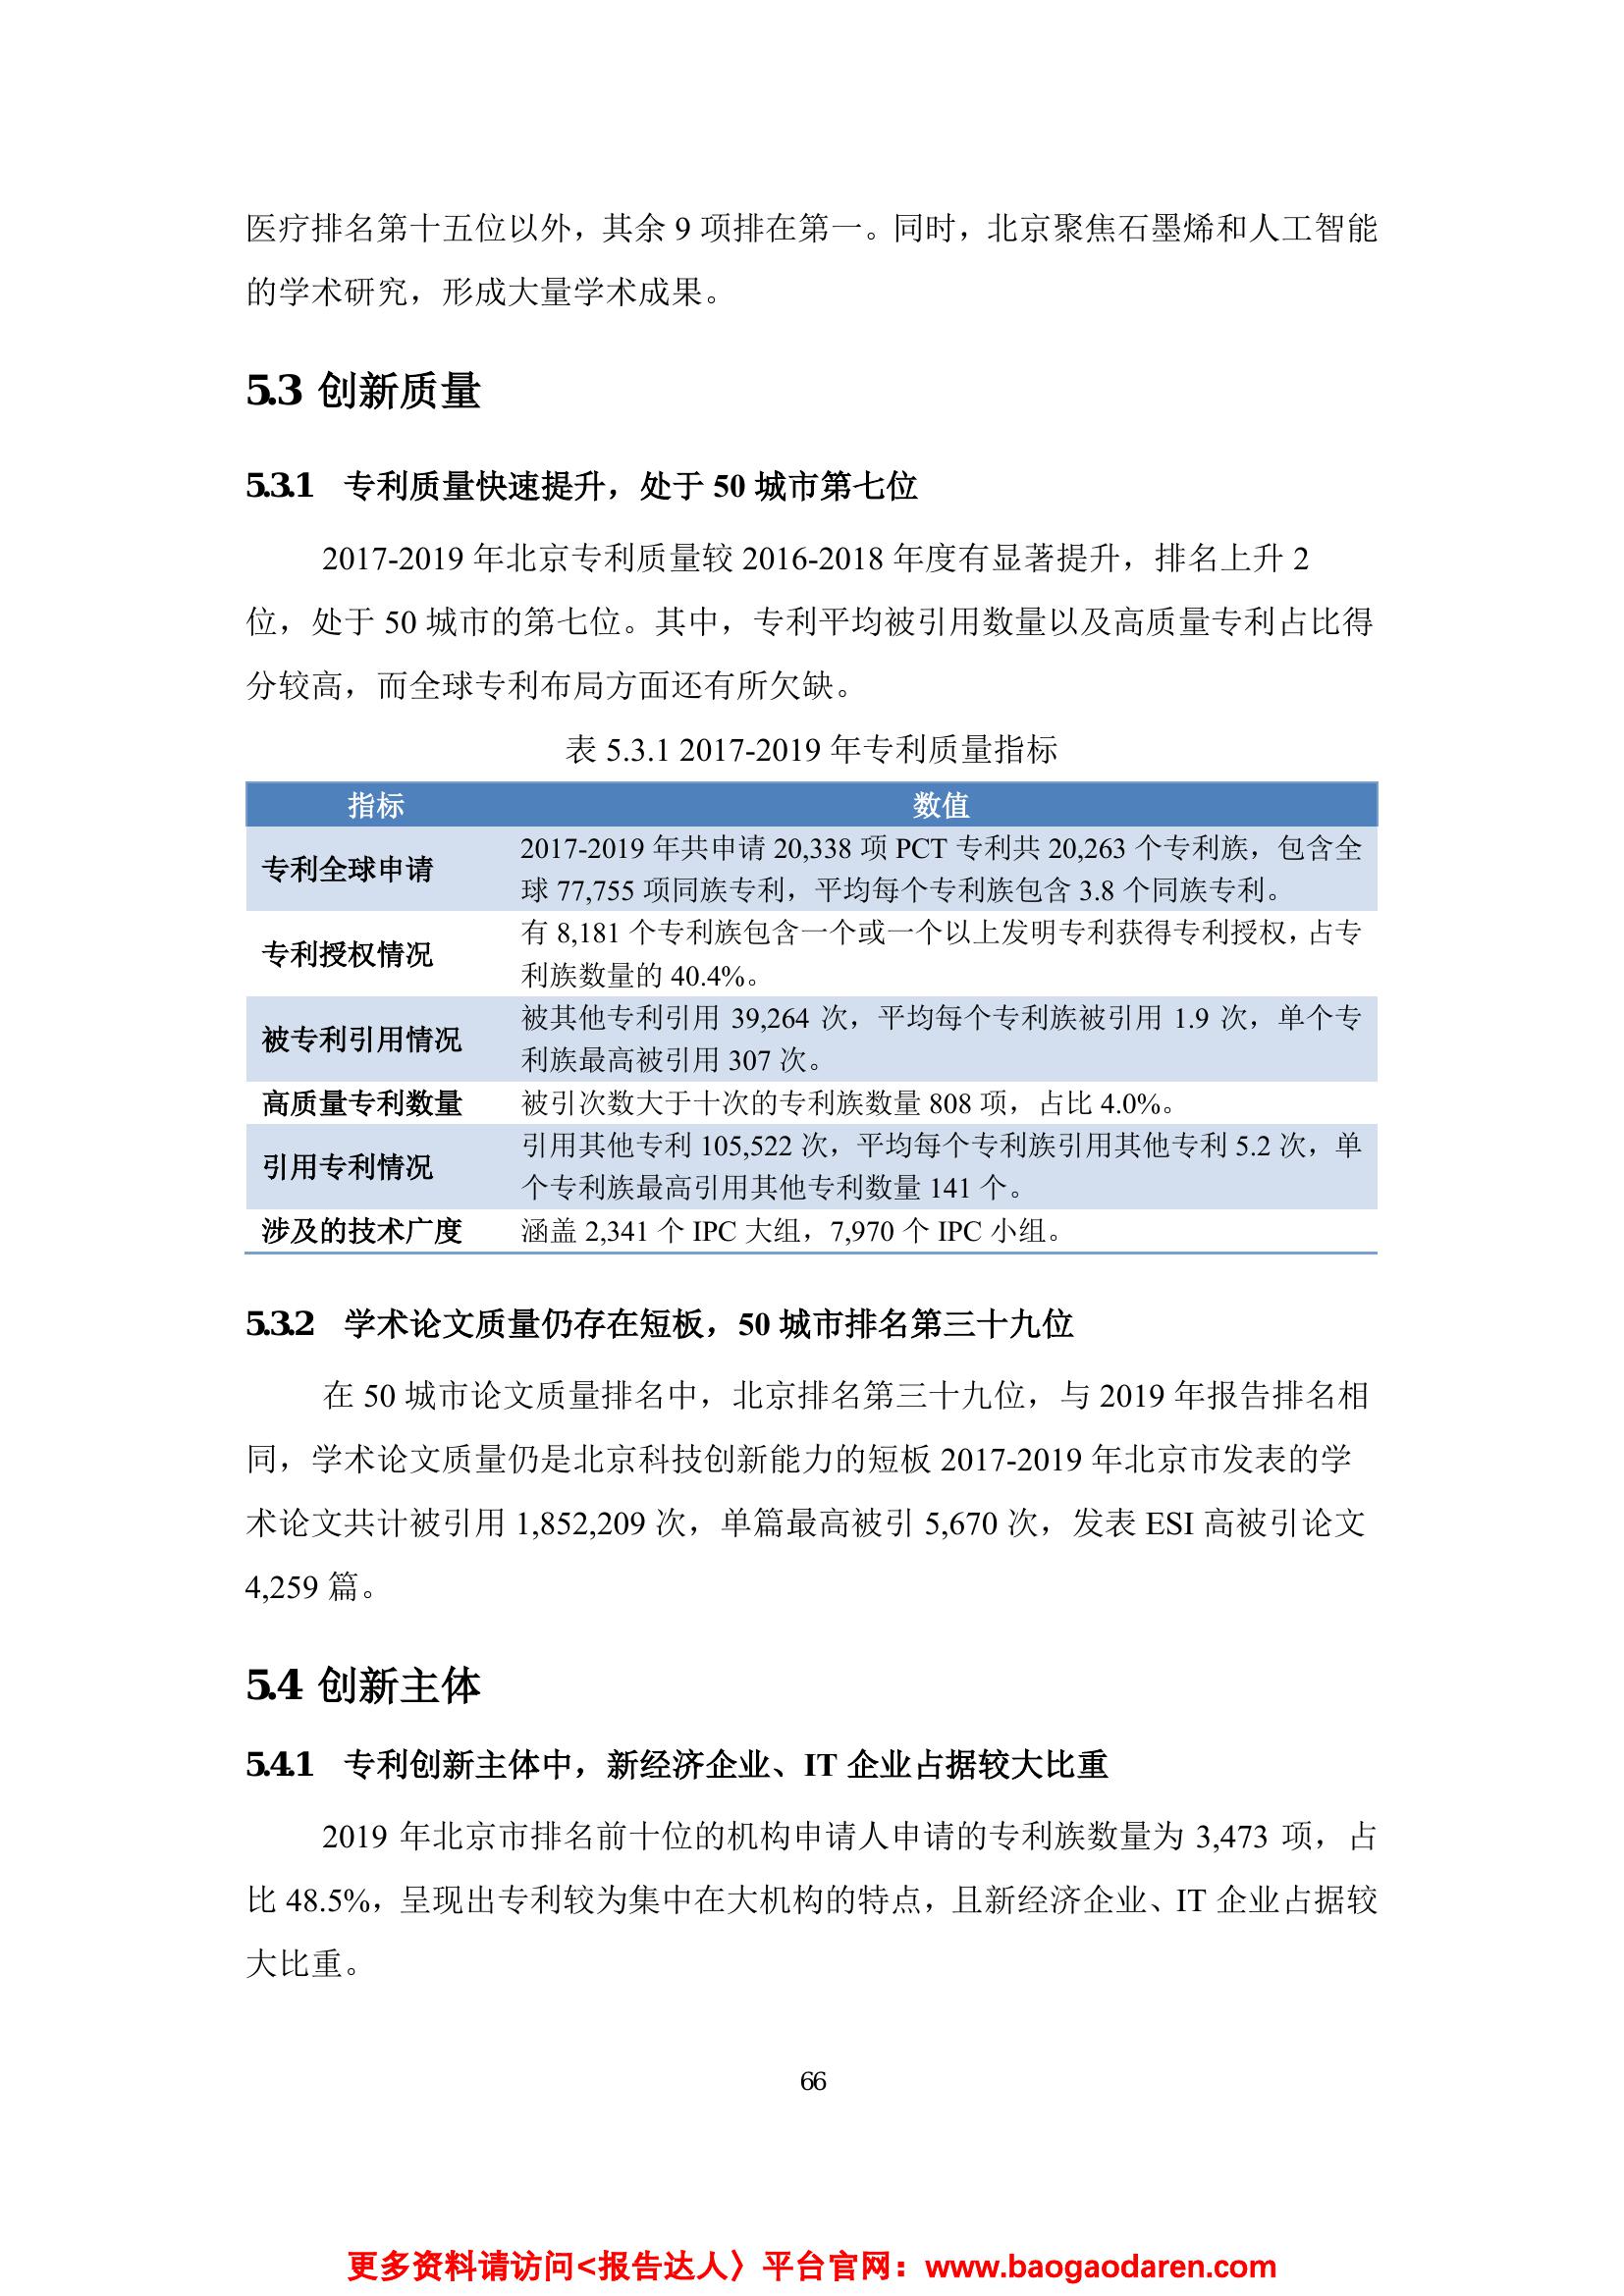 医疗排名第十五位以外，其余 9 项排在第一。同时，北京聚焦石墨烯和人工智能
的学术研究，形成大量学术成果。
5.3 创新质量
5.3.1 专利质量快速提升，处于 50 城市第七位
2017-2019 年北京专利质量较 2016-2018 年度有显著提升，排名上升 2
位，处于 50 城市的第七位。其中，专利平均被引用数量以及高质量专利占比得
分较高，而全球专利布局方面还有所欠缺。
表 5.3.1 2017-2019 年专利质量指标
指标 数值
专利全球申请 2017-2019 年共申请 20,338 项 PCT 专利共 20,263 个专利族，包含全
球 77,755 项同族专利，平均每个专利族包含 3.8 个同族专利。
专利授权情况 有 8,181 个专利族包含一个或一个以上发明专利获得专利授权，占专
利族数量的 40.4%。
被专利引用情况 被其他专利引用 39,264 次，平均每个专利族被引用 1.9 次，单个专
利族最高被引用 307 次。
高质量专利数量 被引次数大于十次的专利族数量 808 项，占比 4.0%。
引用专利情况 引用其他专利 105,522 次，平均每个专利族引用其他专利 5.2 次，单
个专利族最高引用其他专利数量 141 个。
涉及的技术广度 涵盖 2,341 个 IPC 大组，7,970 个 IPC 小组。
5.3.2 学术论文质量仍存在短板，50 城市排名第三十九位
在 50 城市论文质量排名中，北京排名第三十九位，与 2019 年报告排名相
同，学术论文质量仍是北京科技创新能力的短板 2017-2019 年北京市发表的学
术论文共计被引用 1,852,209 次，单篇最高被引 5,670 次，发表 ESI 高被引论文
4,259 篇。
5.4 创新主体
5.4.1 专利创新主体中，新经济企业、IT 企业占据较大比重
2019 年北京市排名前十位的机构申请人申请的专利族数量为 3,473 项，占
比 48.5%，呈现出专利较为集中在大机构的特点，且新经济企业、IT 企业占据较
大比重。
66
更多资料请访问<报告达人〉平台官网：www.baogaodaren.com